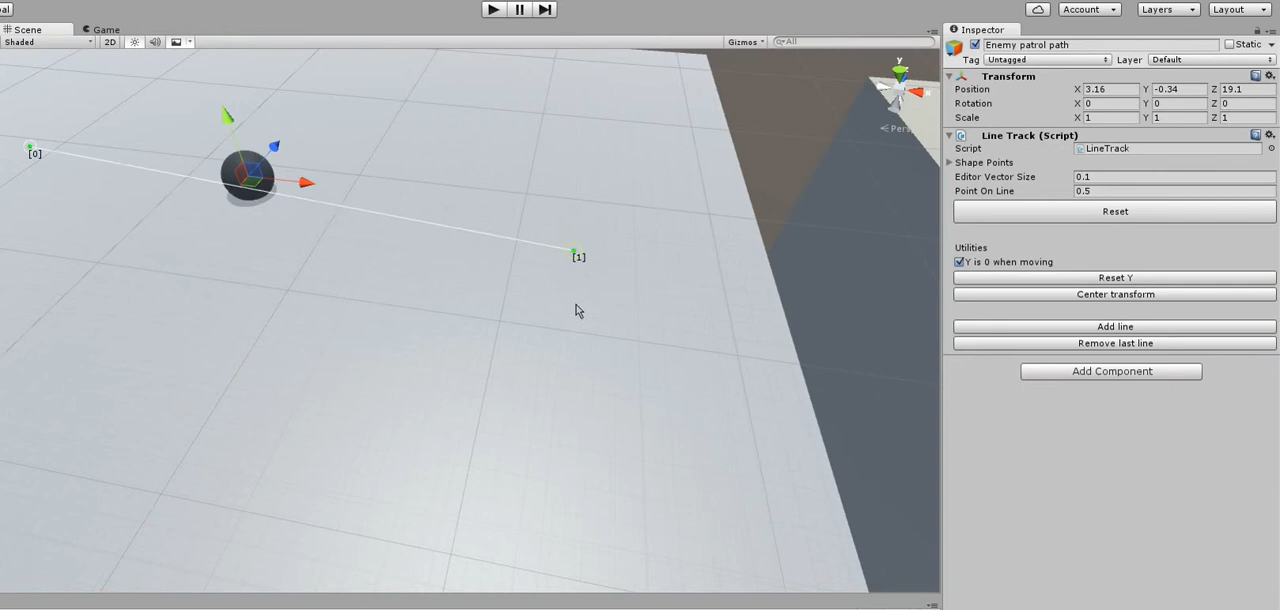 Account Layers Layout
Scene Game
Shaded 2D Gizmos All
y
Pers
[0]
[1]
Inspector
Enemy patrol path Static
Tag Untagged Layer Default
Transform
Position X 3.16 Y -0.34 Z 19.1
Rotation X 0 Y 0 Z 0
Scale X 1 Y 1 Z 1
Line Track (Script)
Script LineTrack
Shape Points
Editor Vector Size 0.1
Point On Line 0.5
Reset
Utilities
Y is 0 when moving
Reset Y
Center transform
Add line
Remove last line
Add Component